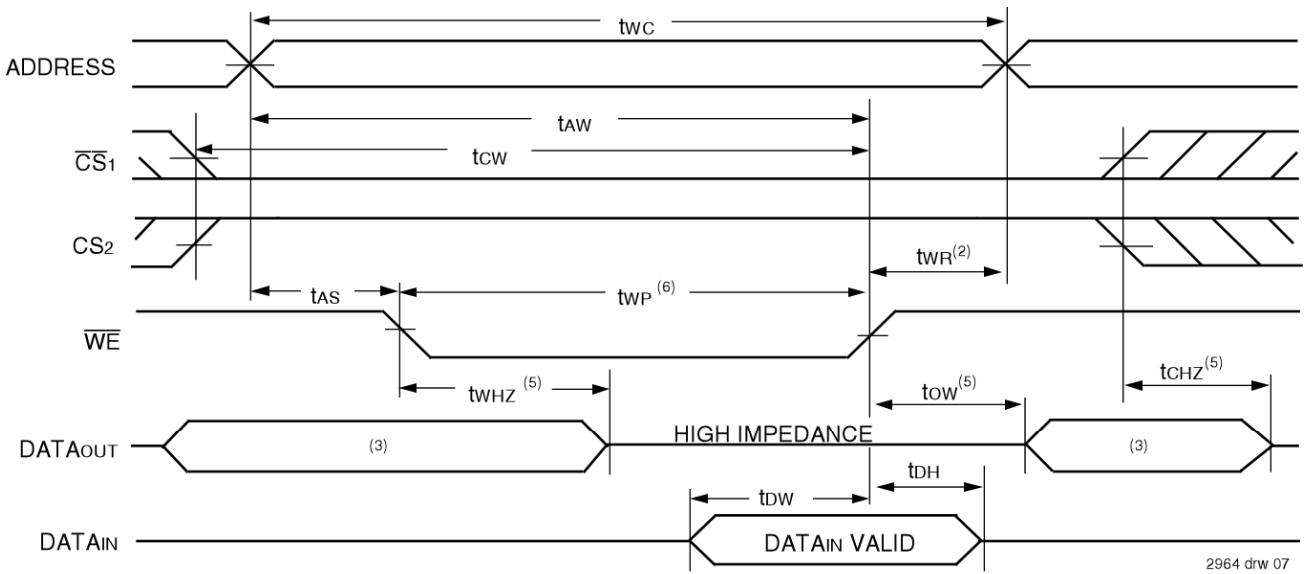 tWC
ADDRESS
tAW
tCW
CS1
CS2
tWR(2)
tAS
tWP (6)
WE
tWHZ (5)
tOW(5)
tCHZ(5)
DATAOUT
(3)
HIGH IMPEDANCE
(3)
tDW
tDH
DATAIN
DATAIN VALID
2964 drw 07